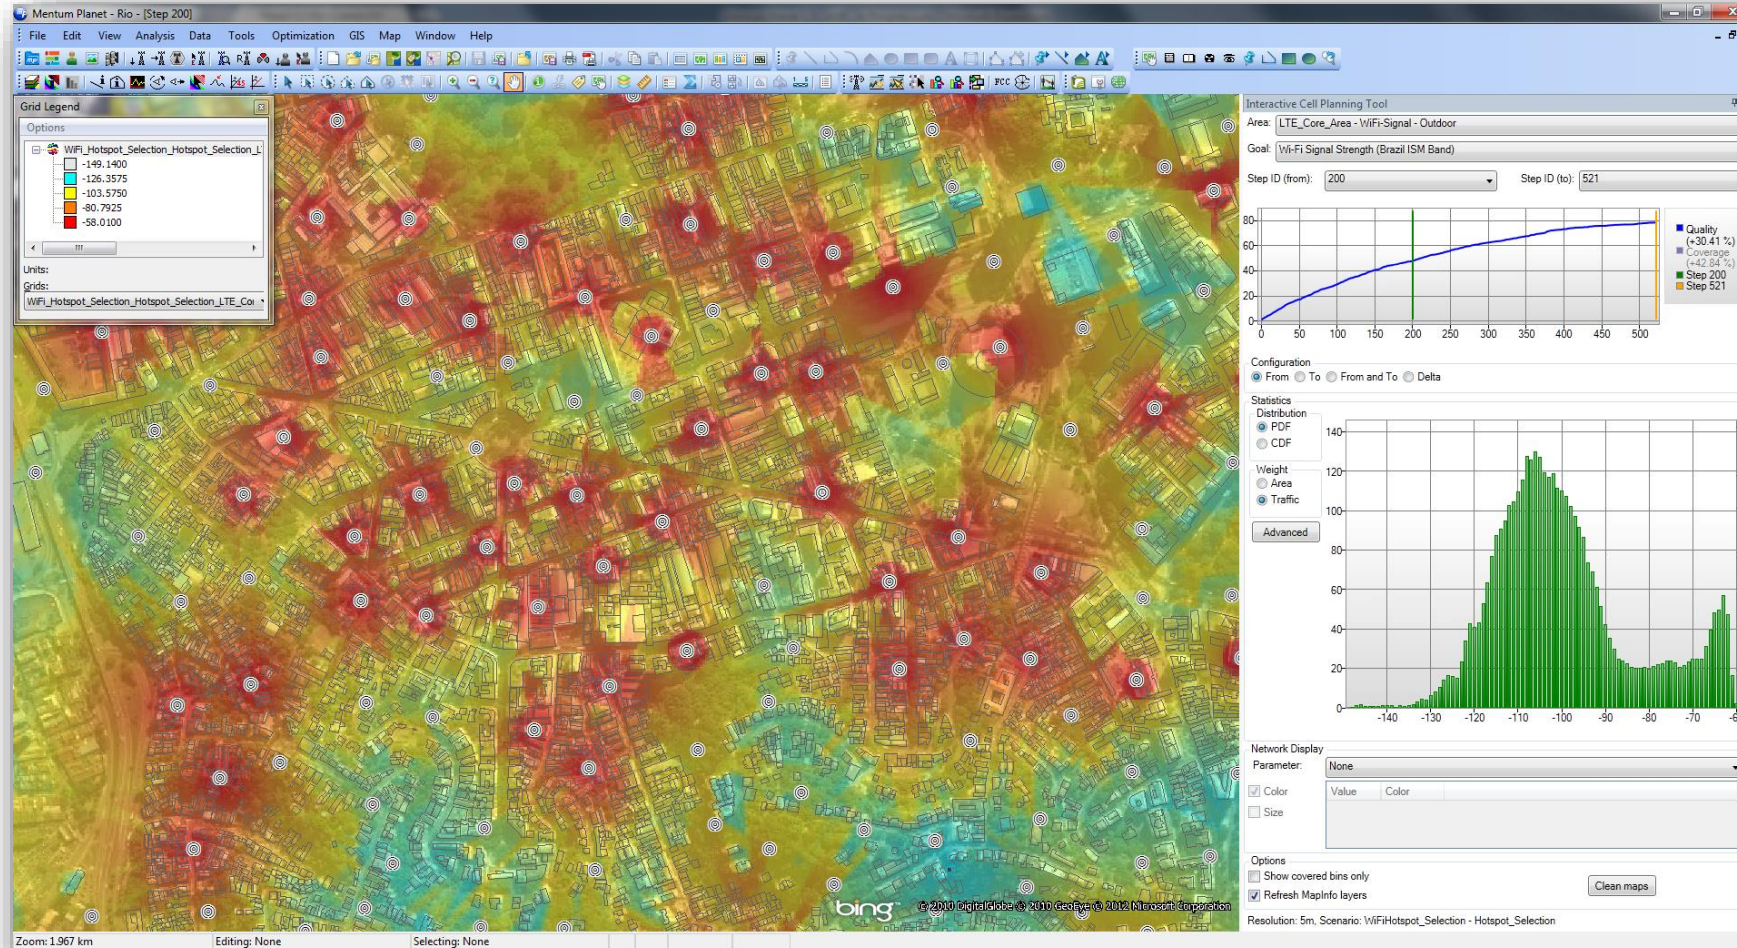 Mentum Planet - Rio - [Step 200]
File Edit View Analysis Data Tools Optimization GIS Map Window Help
FCC
Grid Legend
Options
WiFi_Hotspot_Selection_Hotspot_Selection_L
-149.1400
-126.3575
-103.5750
-80.7925
-58.0100
Units:
Grids:
WiFi_Hotspot_Selection_Hotspot_Selection_LTE_Cor
bing
© 2010 DigitalGlobe © 2010 GeoEye © 2012 Microsoft Corporation
Interactive Cell Planning Tool
Area: LTE_Core_Area - WiFi-Signal - Outdoor
Goal: Wi-Fi Signal Strength (Brazil ISM Band)
Step ID (from): 200 Step ID (to): 521
80
60
40
20
0
0 50 100 150 200 250 300 350 400 450 500
Quality
(+30.41 %)
Coverage
(+42.84 %)
Step 200
Step 521
Configuration
From To From and To Delta
Statistics
Distribution
PDF
CDF
Weight
Area
Traffic
Advanced
140
120
100
80
60
40
20
0
-140 -130 -120 -110 -100 -90 -80 -70 -6
Network Display
Parameter: None
Color
Size
Value Color
Options
Show covered bins only
Refresh MapInfo layers
Clean maps
Resolution: 5m, Scenario: WiFiHotspot_Selection - Hotspot_Selection
Zoom: 1.967 km Editing: None Selecting: None